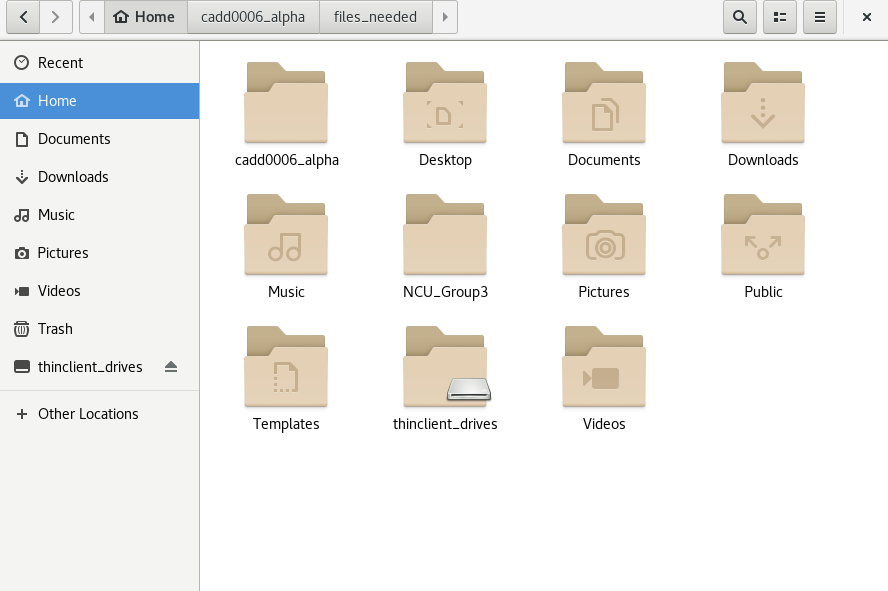 Home cadd0006_alpha files_needed
Recent
Home
Documents
Downloads
Music
Pictures
Videos
Trash
thinclient_drives
Other Locations
cadd0006_alpha Desktop Documents Downloads
Music NCU_Group3 Pictures Public
Templates thinclient_drives Videos